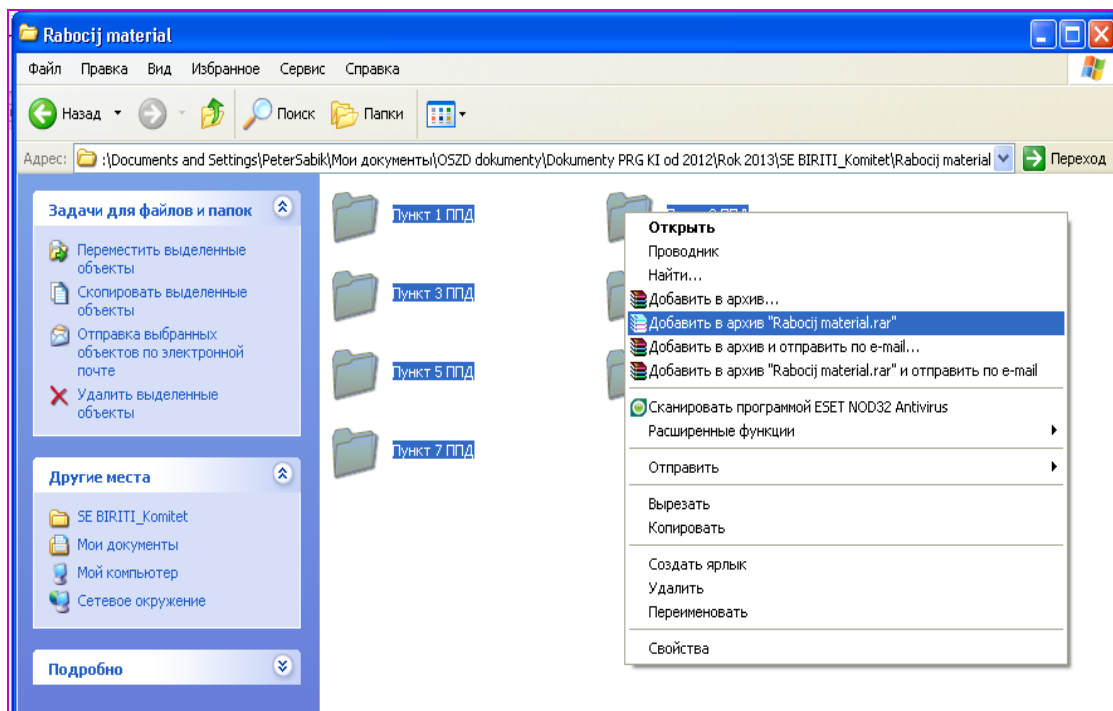 Rabocij material
Файл Правка Вид Избранное Сервис Справка
Назад Поиск Папки
Адрес: :\Documents and Settings\PeterSabik\Мои документы\OSZD dokumenty\Dokumenty PRG KI od 2012\Rok 2013\SE BIRITI_Komitet\Rabocij material Переход
Задачи для файлов и папок
Переместить выделенные
объекты
Скопировать выделенные
объекты
Отправка выбранных
объектов по электронной
почте
Удалить выделенные
объекты
Другие места
SE BIRITI_Komitet
Мои документы
Мой компьютер
Сетевое окружение
Подробно
Пункт 1 ППД
Пункт 3 ППД
Пункт 5 ППД
Пункт 7 ППД
Открыть
Проводник
Найти...
Добавить в архив...
Добавить в архив "Rabocij material.rar"
Добавить в архив и отправить по e-mail...
Добавить в архив "Rabocij material.rar" и отправить по e-mail
Сканировать программой ESET NOD32 Antivirus
Расширенные функции
Отправить
Вырезать
Копировать
Создать ярлык
Удалить
Переименовать
Свойства